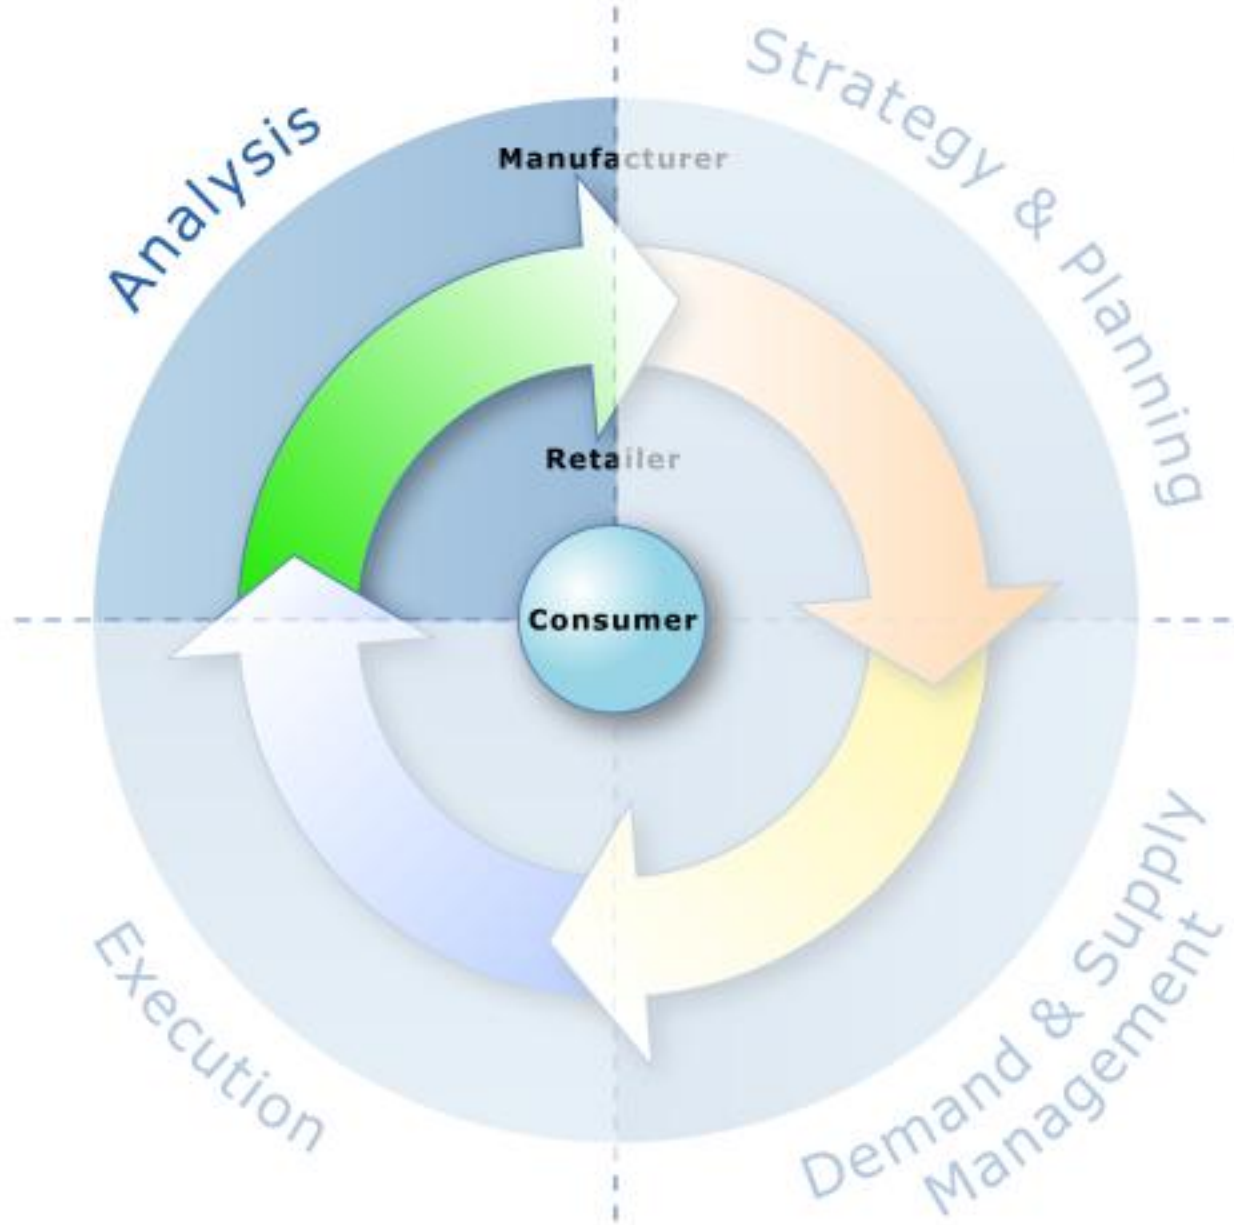 Strategy & Planning
Analysis
Manufacturer
Retailer
Consumer
Execution
Demand & Supply
Management